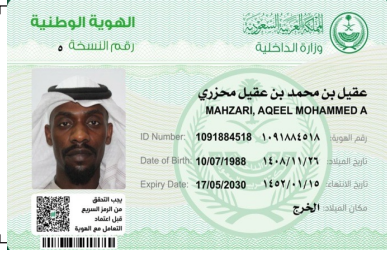 الهوية الوطنية
رقم النسخة ٥
المملكة العربية السعودية
وزارة الداخلية
عقيل بن محمد بن عقيل محزري
MAHZARI, AQEEL MOHAMMED A
ID Number: 1091884518 ١٠٩١٨٨٤٥١٨ رقم الهوية:
Date of Birth: 10/07/1988 ١٤٠٨/١١/٢٦ تاريخ الميلاد:
Expiry Date: 17/05/2030 ١٤٥٢/٠١/١٥ تاريخ الانتهاء:
مكان الميلاد: الخرج
يجب التحقق
من الرمز السريع
قبل اعتماد
التعامل مع الهوية